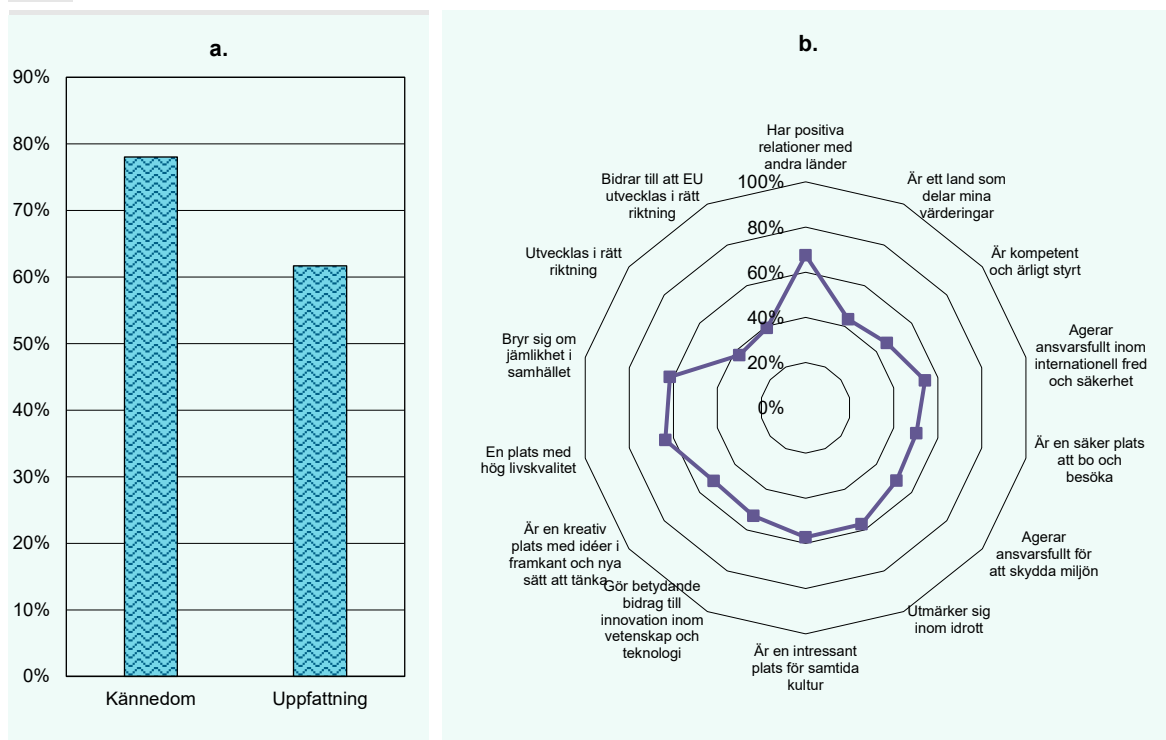 a.
90%
80%
70%
60%
50%
40%
30%
20%
10%
0%
Kännedom
Uppfattning
b.
100%
80%
60%
40%
20%
0%
Har positiva
relationer med
andra länder
Är ett land som
delar mina
värderingar
Är kompetent
och ärligt styrt
Agerar
ansvarsfullt inom
internationell fred
och säkerhet
Är en säker plats
att bo och
besöka
Agerar
ansvarsfullt för
att skydda miljön
Utmärker sig
inom idrott
Är en intressant
plats för samtida
kultur
Gör betydande
bidrag till
innovation inom
vetenskap och
teknologi
Är en kreativ
plats med idéer i
framkant och nya
sätt att tänka
En plats med
hög livskvalitet
Bryr sig om
jämlikhet i
samhället
Utvecklas i rätt
riktning
Bidrar till att EU
utvecklas i rätt
riktning